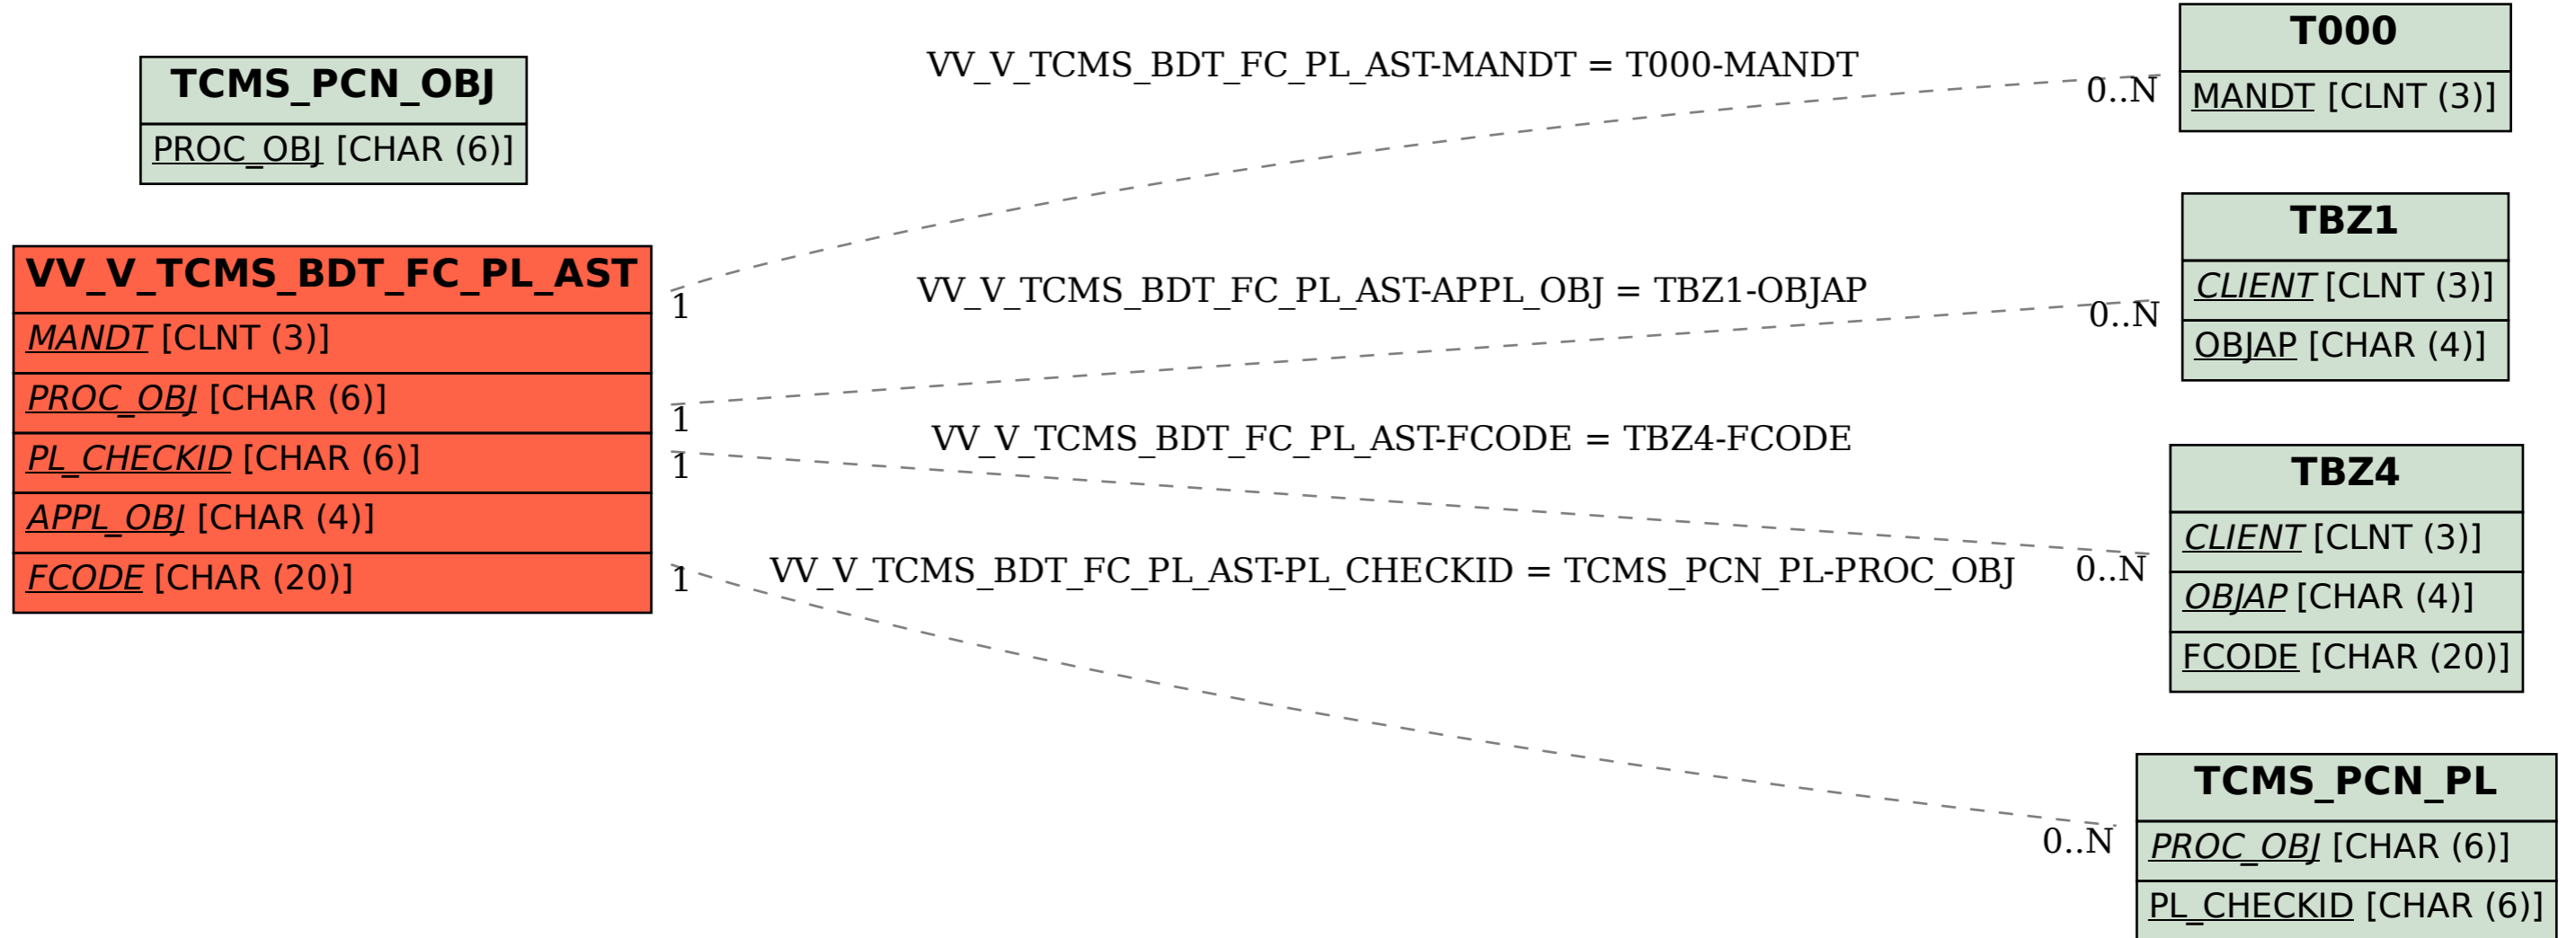 TCMS_PCN_OBJ
PROC_OBJ [CHAR (6)]
VV_V_TCMS_BDT_FC_PL_AST
MANDT [CLNT (3)]
PROC_OBJ [CHAR (6)]
PL_CHECKID [CHAR (6)]
APPL_OBJ [CHAR (4)]
FCODE [CHAR (20)]
VV_V_TCMS_BDT_FC_PL_AST-MANDT = T000-MANDT
1
0..N
VV_V_TCMS_BDT_FC_PL_AST-APPL_OBJ = TBZ1-OBJAP
1
0..N
VV_V_TCMS_BDT_FC_PL_AST-FCODE = TBZ4-FCODE
1
0..N
VV_V_TCMS_BDT_FC_PL_AST-PL_CHECKID = TCMS_PCN_PL-PROC_OBJ
1
0..N
T000
MANDT [CLNT (3)]
TBZ1
CLIENT [CLNT (3)]
OBJAP [CHAR (4)]
TBZ4
CLIENT [CLNT (3)]
OBJAP [CHAR (4)]
FCODE [CHAR (20)]
TCMS_PCN_PL
PROC_OBJ [CHAR (6)]
PL_CHECKID [CHAR (6)]